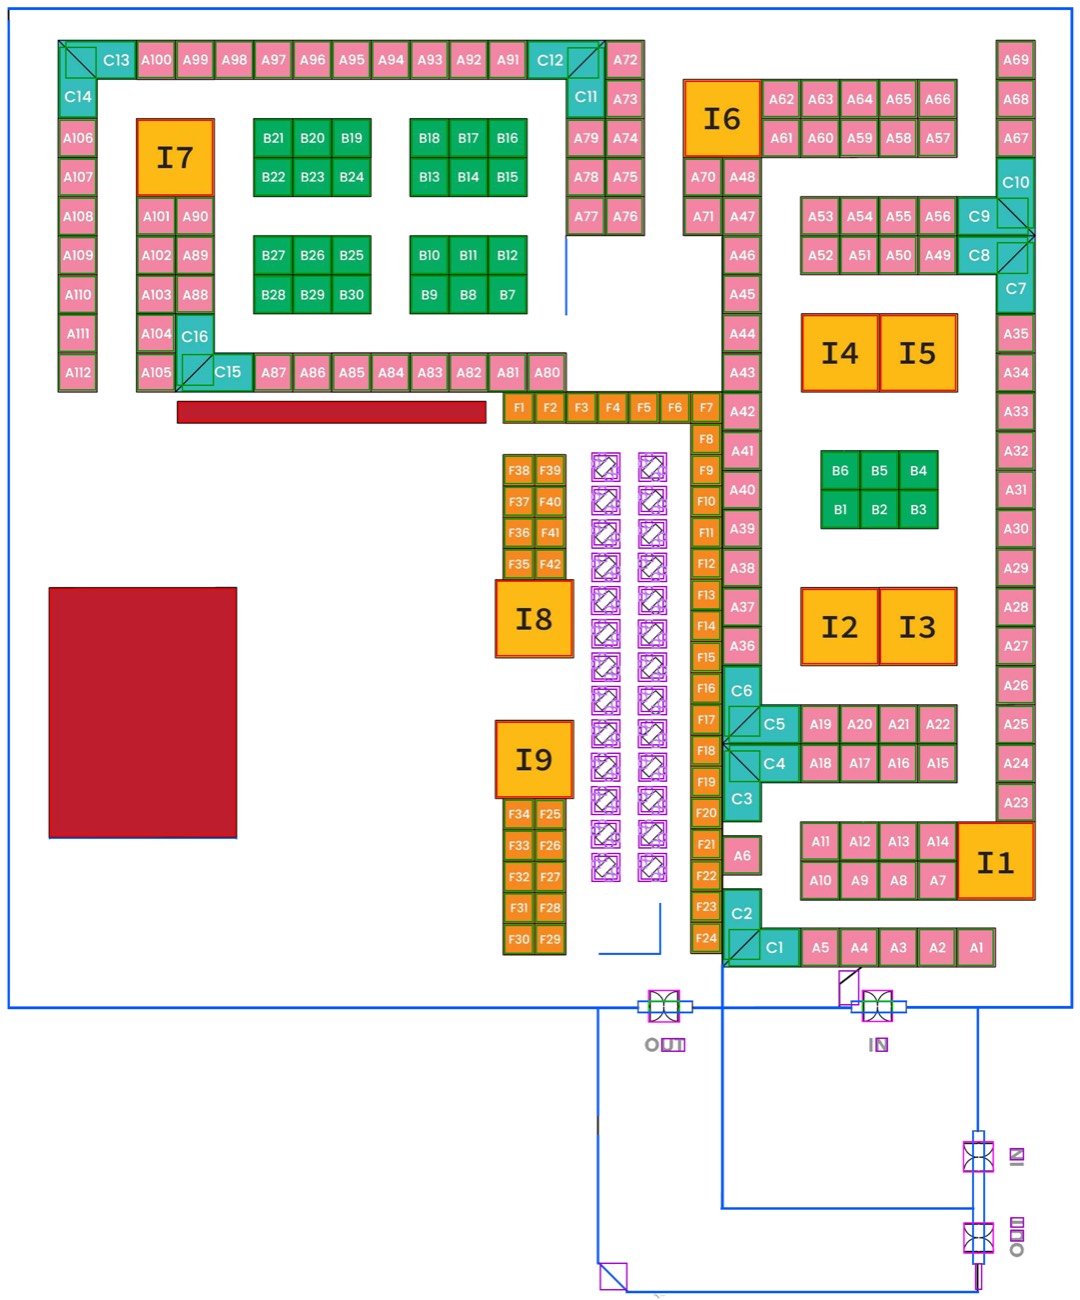 C13 A100 A99 A98 A97 A96 A95 A94 A93 A92 A91 C12 A72 A69
C14 C11 A73 I6 A62 A63 A64 A65 A66 A68
A106 I7 B21 B20 B19 B18 B17 B16 A79 A74 A61 A60 A59 A58 A57 A67
A107 B22 B23 B24 B13 B14 B15 A78 A75 A70 A48 C10
A108 A101 A90 A77 A76 A71 A47 A53 A54 A55 A56 C9
A109 A102 A89 B27 B26 B25 B10 B11 B12 A46 A52 A51 A50 A49 C8
A110 A103 A88 B28 B29 B30 B9 B8 B7 A45 C7
A111 A104 C16 A44 I4 I5 A35
A112 A105 C15 A87 A86 A85 A84 A83 A82 A81 A80 A43 A34
F1 F2 F3 F4 F5 F6 F7 A42 A33
F8 A41 A32
F38 F39 F9 B6 B5 B4
F37 F40 F10 A40 A31
F36 F41 F11 A39 B1 B2 B3 A30
F35 F42 F12 A38 A29
I8 F13 A37 I2 I3 A28
F14 A36 A27
F15
F16 C6 A26
F17 C5 A19 A20 A21 A22 A25
I9 F18 C4 A18 A17 A16 A15 A24
F19 C3 A23
F34 F25 F20
F33 F26 F21 A6 A11 A12 A13 A14 I1
F32 F27 F22 A10 A9 A8 A7
F31 F28 F23 C2
F30 F29 F24 C1 A5 A4 A3 A2 A1
OUT IN
IN
OUT